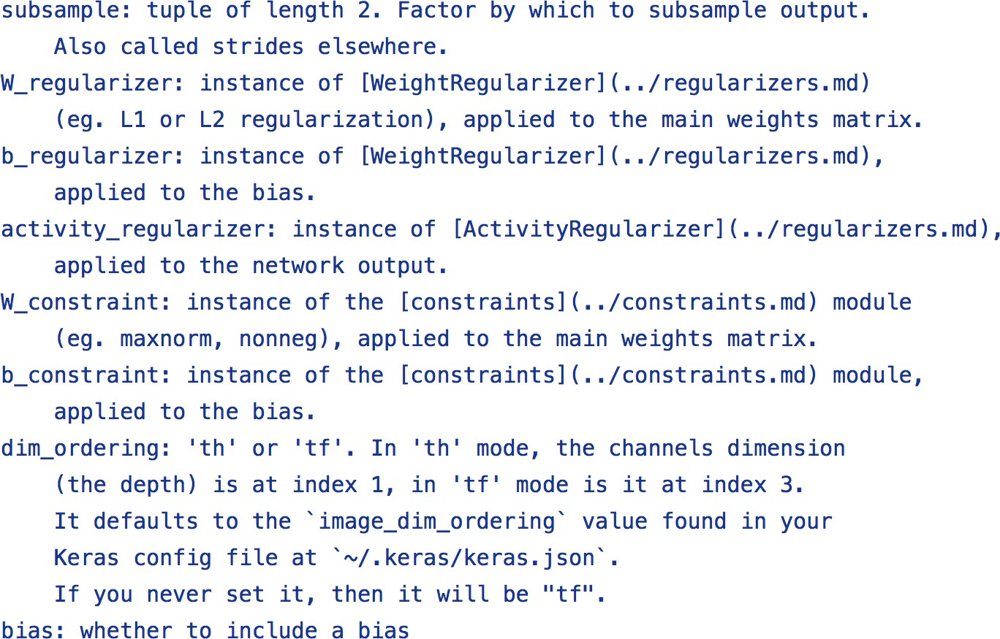 subsample: tuple of length 2. Factor by which to subsample output.
    Also called strides elsewhere.
W_regularizer: instance of [WeightRegularizer](../regularizers.md)
    (eg. L1 or L2 regularization), applied to the main weights matrix.
b_regularizer: instance of [WeightRegularizer](../regularizers.md),
    applied to the bias.
activity_regularizer: instance of [ActivityRegularizer](../regularizers.md),
    applied to the network output.
W_constraint: instance of the [constraints](../constraints.md) module
    (eg. maxnorm, nonneg), applied to the main weights matrix.
b_constraint: instance of the [constraints](../constraints.md) module,
    applied to the bias.
dim_ordering: 'th' or 'tf'. In 'th' mode, the channels dimension
    (the depth) is at index 1, in 'tf' mode is it at index 3.
    It defaults to the `image_dim_ordering` value found in your
    Keras config file at `~/.keras/keras.json`.
    If you never set it, then it will be "tf".
bias: whether to include a bias